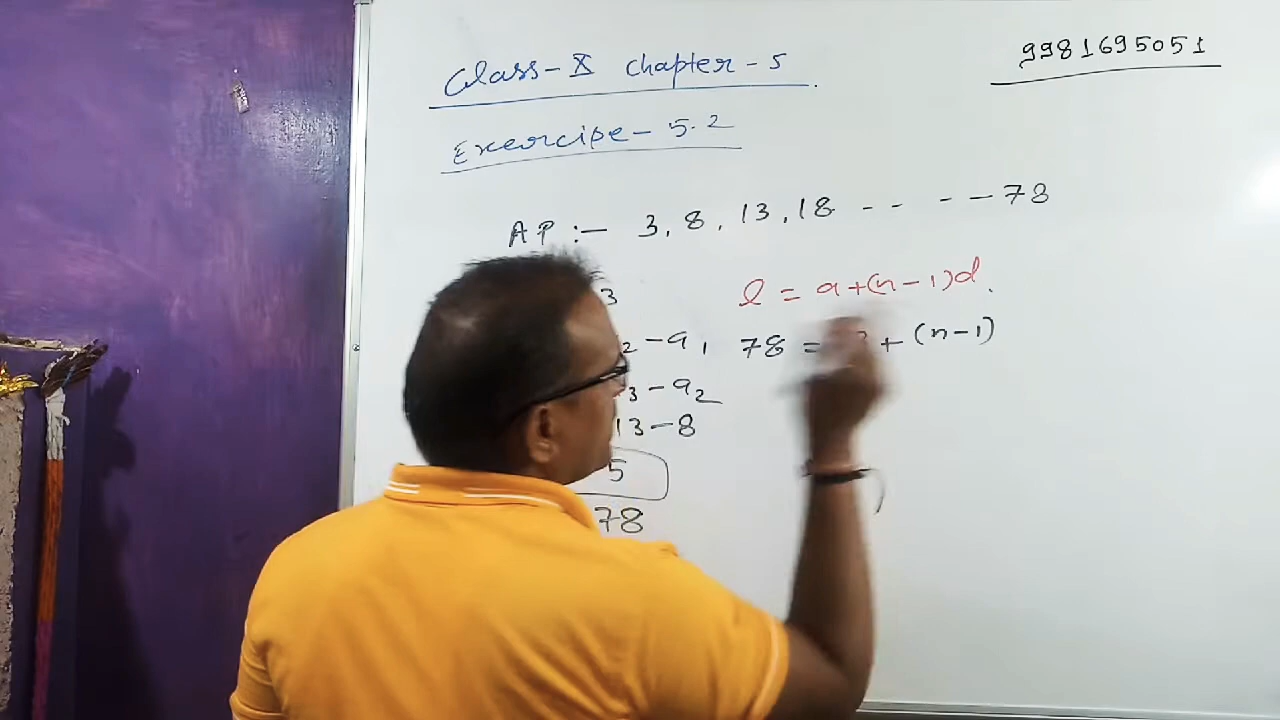 9981695051
Class-X Chapter-5.
Exercise-5.2
AP :- 3, 8, 13, 18 - - - - 78
3
l = a+(n-1)d.
2-a, 78 = + (n-1)
3-a2
13-8
5
78